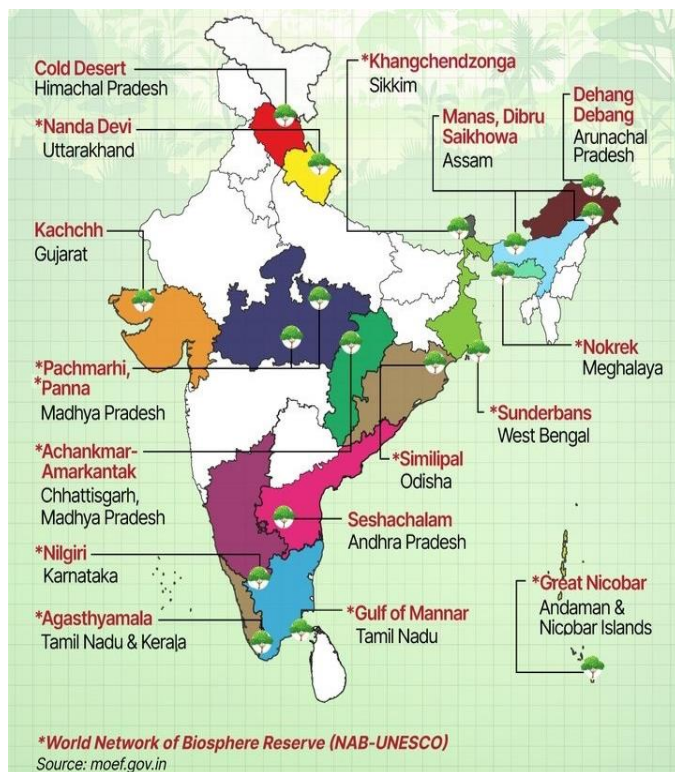 Cold Desert
Himachal Pradesh
*Khangchendzonga
Sikkim
Dehang
Debang
Arunachal
Pradesh
*Nanda Devi
Uttarakhand
Manas, Dibru
Saikhowa
Assam
Kachchh
Gujarat
*Nokrek
Meghalaya
*Pachmarhi,
*Panna
Madhya Pradesh
*Sunderbans
West Bengal
*Achankmar-
Amarkantak
Chhattisgarh,
Madhya Pradesh
*Similipal
Odisha
Seshachalam
Andhra Pradesh
*Nilgiri
Karnataka
*Great Nicobar
Andaman &
Nicobar Islands
*Agasthyamala
Tamil Nadu & Kerala
*Gulf of Mannar
Tamil Nadu
*World Network of Biosphere Reserve (NAB-UNESCO)
Source: moef.gov.in